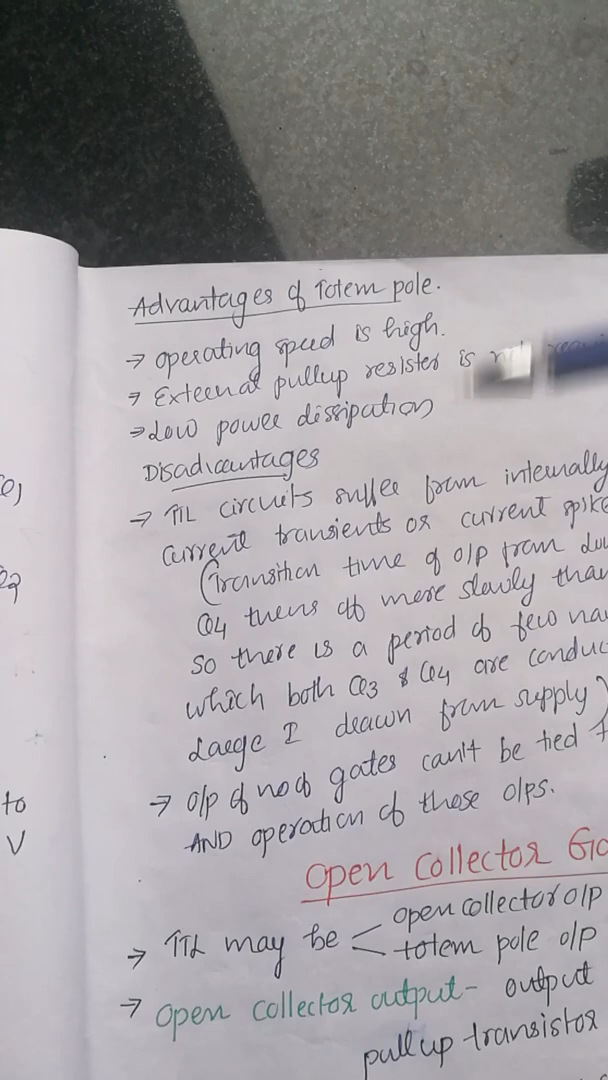 Advantages of Totem pole.
→ operating speed is high.
→ External pullup resister is
→ Low power dissipation
Disadvantages
→ TTL circuits suffer from internally
current transients or current spike
(Transition time of o/p from
Q4 turns off more slowly than
so there is a period of few
which both Q3 & Q4 are conduc
Large I drawn from supply)
→ o/p of no of gates can't be tied
AND operation of those o/ps.
Open Collector
→ TTL may be < open collector o/p
totem pole o/p
→ open collector output - output
pullup transistor
to
V